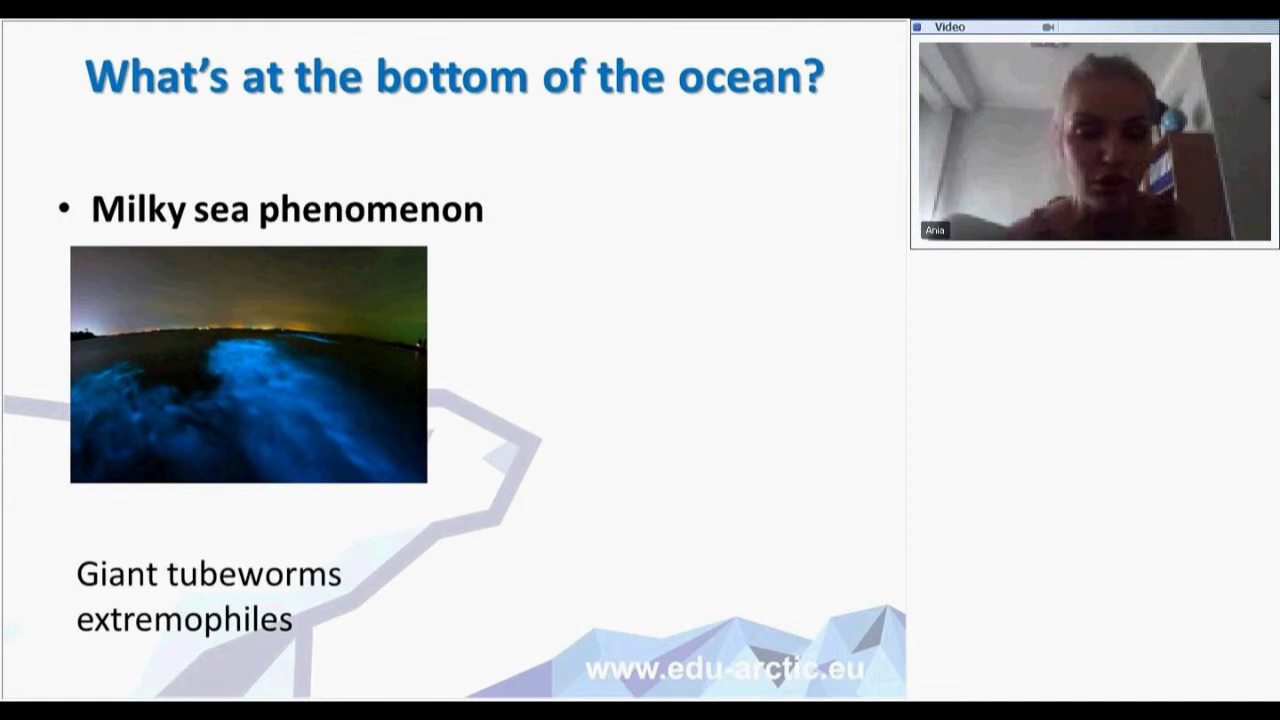 What's at the bottom of the ocean?
• Milky sea phenomenon
Giant tubeworms
extremophiles
www.edu-arctic.eu
Video
Ania